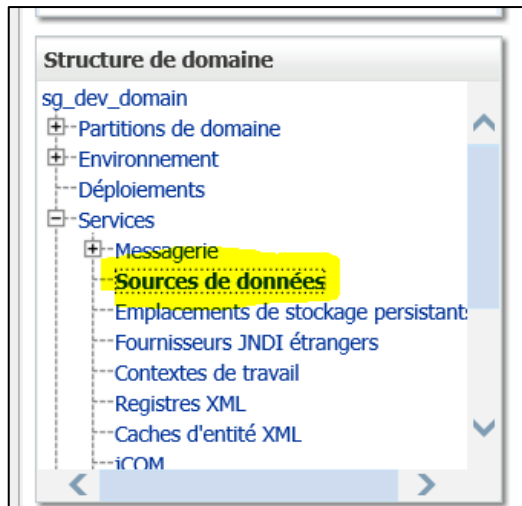 Structure de domaine
sg_dev_domain
Partitions de domaine
Environnement
Déploiements
Services
Messagerie
Sources de données
Emplacements de stockage persistants
Fournisseurs JNDI étrangers
Contextes de travail
Registres XML
Caches d'entité XML
jCOM